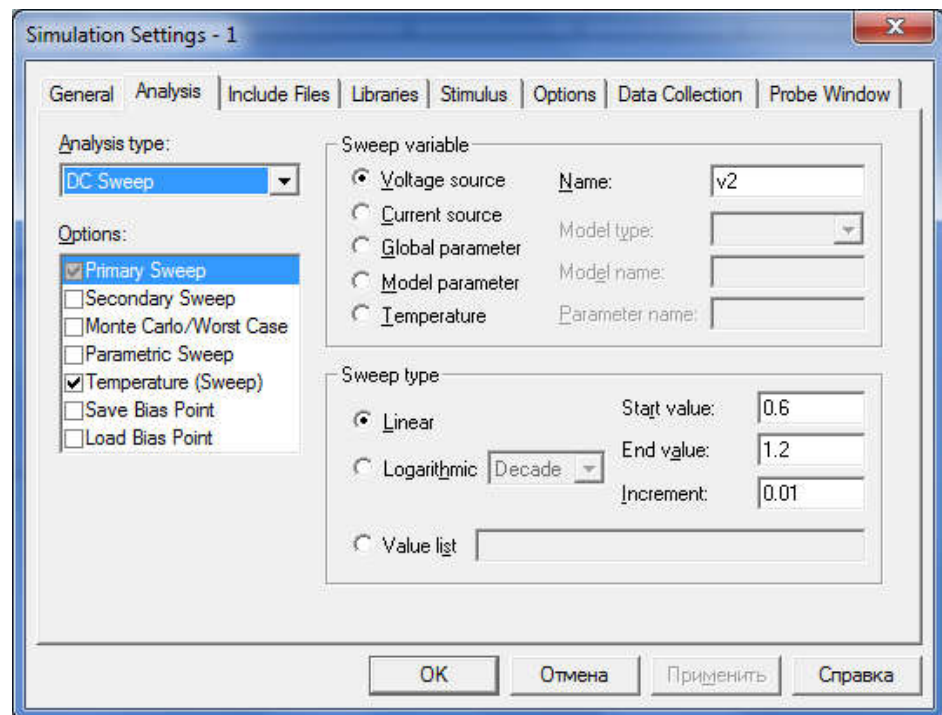 Simulation Settings - 1
General Analysis Include Files Libraries Stimulus Options Data Collection Probe Window
Analysis type:
DC Sweep
Options:
Primary Sweep
Secondary Sweep
Monte Carlo/Worst Case
Parametric Sweep
Temperature (Sweep)
Save Bias Point
Load Bias Point
Sweep variable
Voltage source
Current source
Global parameter
Model parameter
Temperature
Name: v2
Model type:
Model name:
Parameter name:
Sweep type
Linear
Logarithmic Decade
Value list
Start value: 0.6
End value: 1.2
Increment: 0.01
OK Отмена Применить Справка